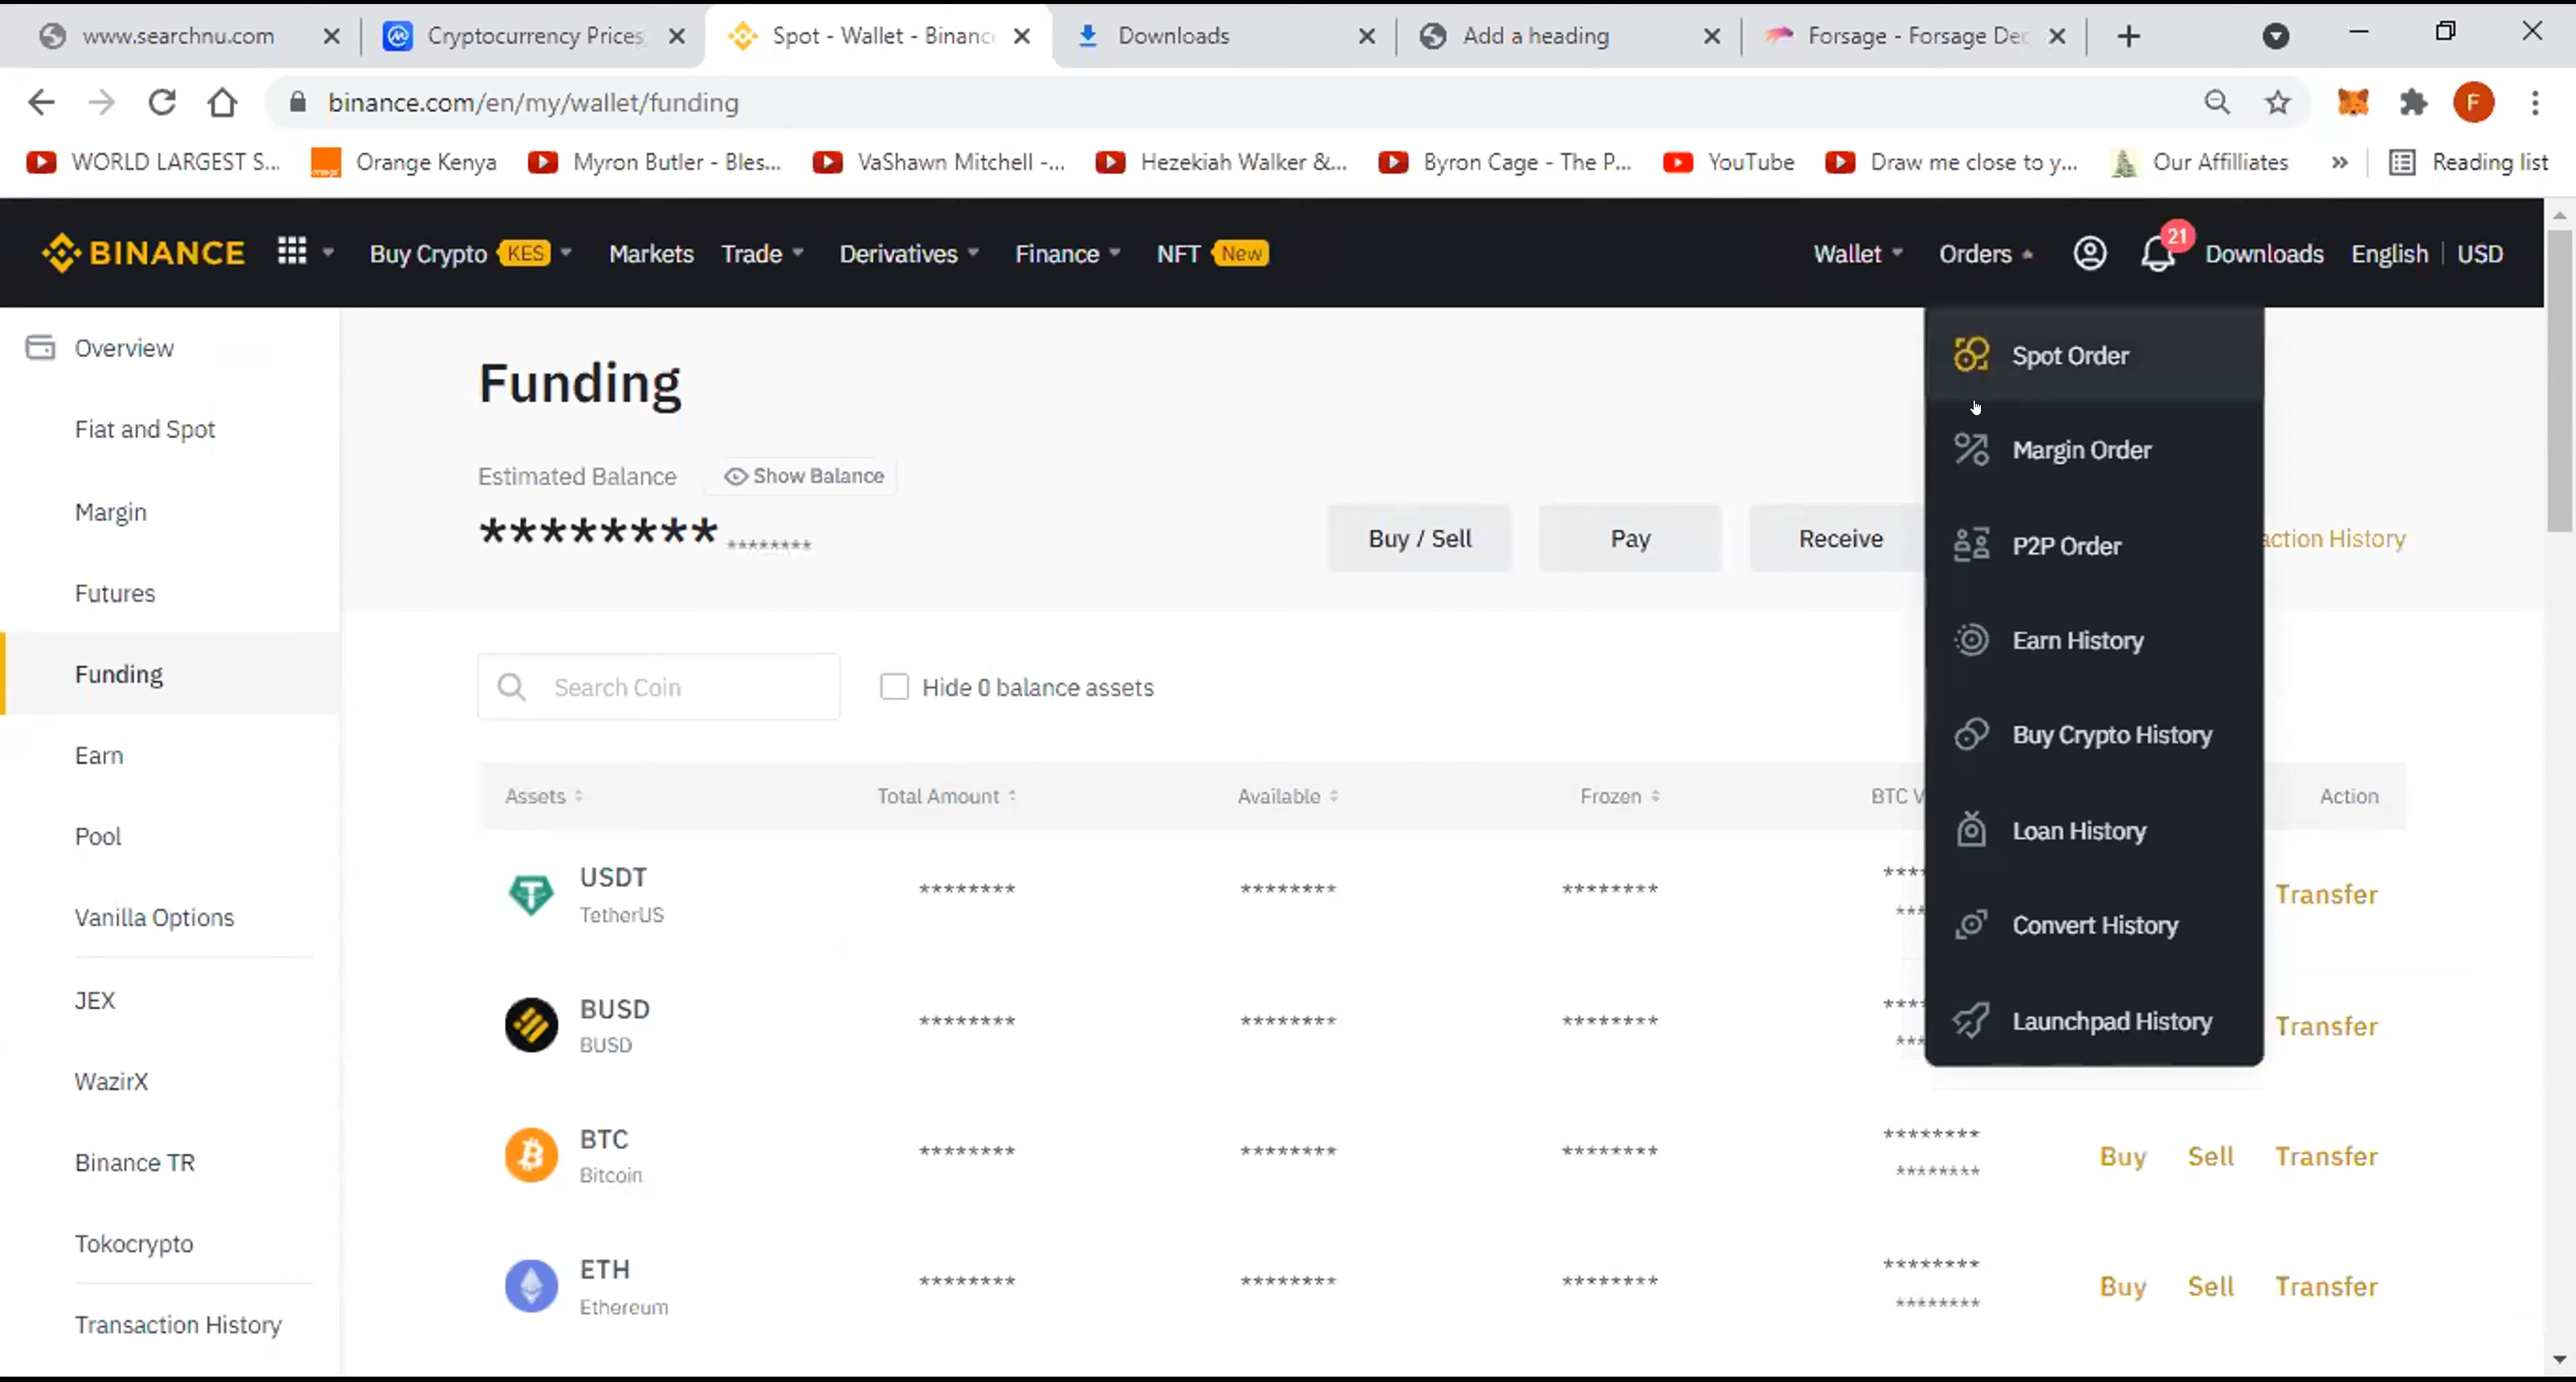 www.searchnu.com
Cryptocurrency Prices
Spot - Wallet - Binance
Downloads
Add a heading
Forsage - Forsage Dec
binance.com/en/my/wallet/funding
F
WORLD LARGEST S...
Orange Kenya
Myron Butler - Bles...
VaShawn Mitchell -...
Hezekiah Walker &...
Byron Cage - The P...
YouTube
Draw me close to y...
Our Affilliates
»
Reading list
BINANCE
Buy Crypto KES
Markets
Trade
Derivatives
Finance
NFT New
Wallet
Orders
21
Downloads
English | USD
Overview
Fiat and Spot
Margin
Futures
Funding
Earn
Pool
Vanilla Options
JEX
WazirX
Binance TR
Tokocrypto
Transaction History
Funding
Estimated Balance
Show Balance
******** ********
Buy / Sell
Pay
Receive
action History
Search Coin
Hide 0 balance assets
Assets
Total Amount
Available
Frozen
BTC V
Action
USDT
TetherUS
******** ******** ******** ****
***
Transfer
BUSD
BUSD
******** ******** ******** ****
***
Transfer
BTC
Bitcoin
******** ******** ******** ********
********
Buy Sell Transfer
ETH
Ethereum
******** ******** ******** ********
********
Buy Sell Transfer
Spot Order
Margin Order
P2P Order
Earn History
Buy Crypto History
Loan History
Convert History
Launchpad History